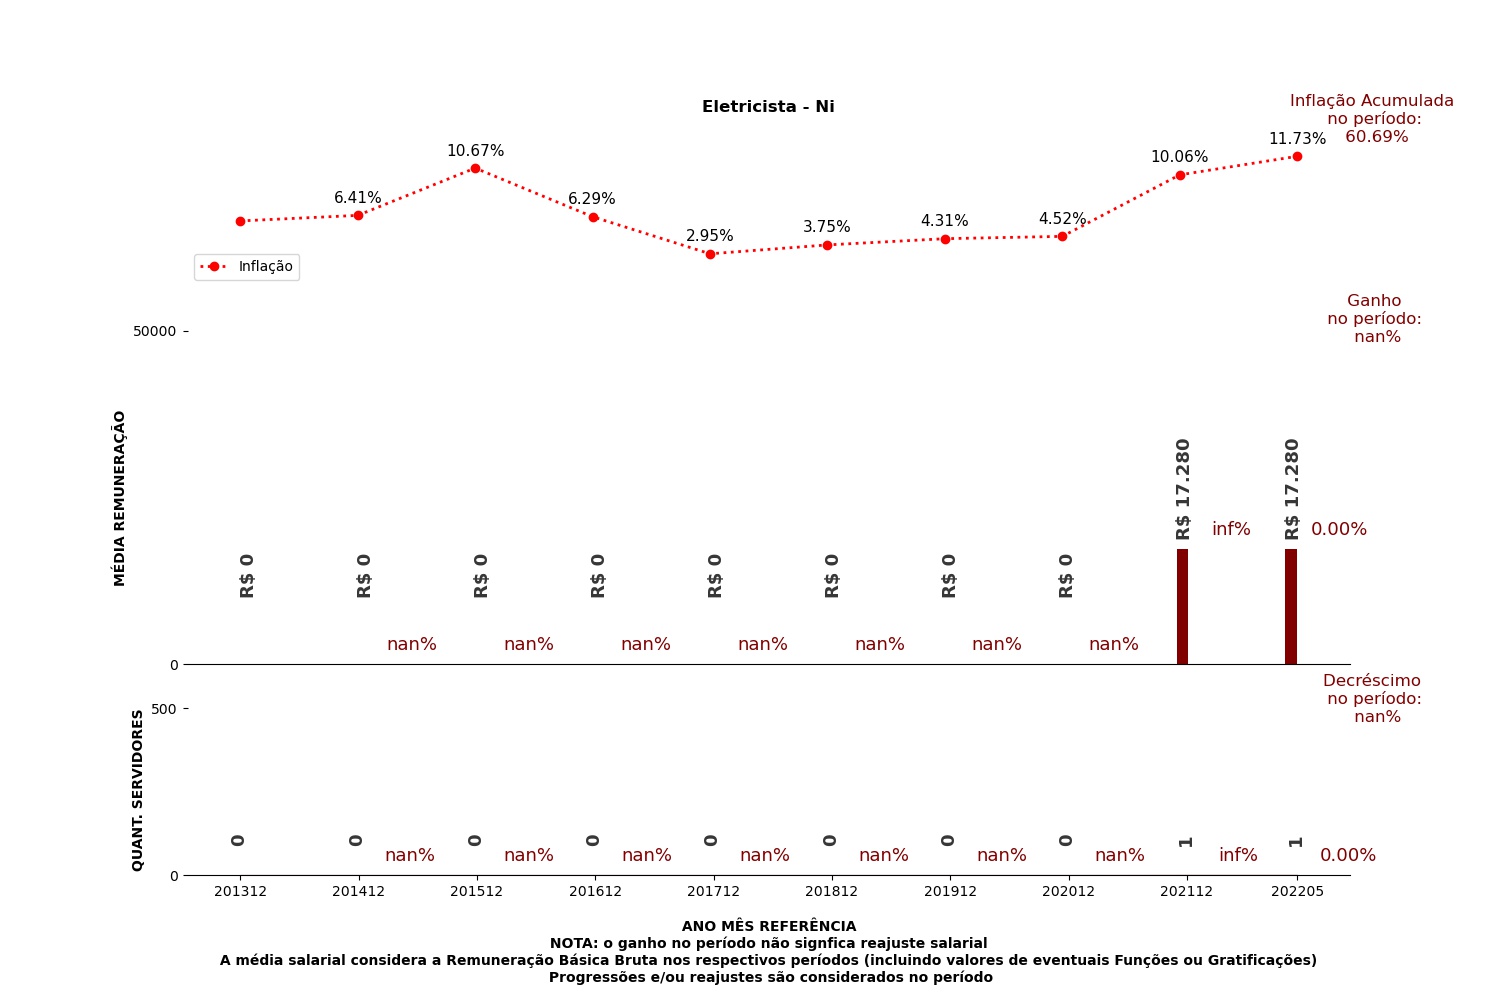 Eletricista - Ni
Inflação Acumulada
no período:
60.69%
6.41%
10.67%
6.29%
2.95%
3.75%
4.31%
4.52%
10.06%
11.73%
Inflação
Ganho
no período:
nan%
50000
0
MÉDIA REMUNERAÇÃO
R$ 0
R$ 0
R$ 0
R$ 0
R$ 0
R$ 0
R$ 0
R$ 0
R$ 17.280
R$ 17.280
nan%
nan%
nan%
nan%
nan%
nan%
nan%
inf%
0.00%
Decréscimo
no período:
nan%
500
0
QUANT. SERVIDORES
0
0
0
0
0
0
0
0
1
1
nan%
nan%
nan%
nan%
nan%
nan%
nan%
inf%
0.00%
201312
201412
201512
201612
201712
201812
201912
202012
202112
202205
ANO MÊS REFERÊNCIA
NOTA: o ganho no período não signfica reajuste salarial
A média salarial considera a Remuneração Básica Bruta nos respectivos períodos (incluindo valores de eventuais Funções ou Gratificações)
Progressões e/ou reajustes são considerados no período